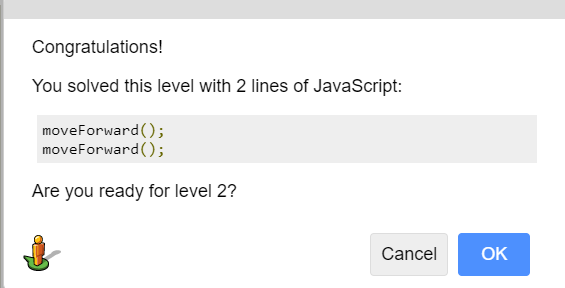 Congratulations!
You solved this level with 2 lines of JavaScript:
moveForward();
moveForward();
Are you ready for level 2?
Cancel
OK